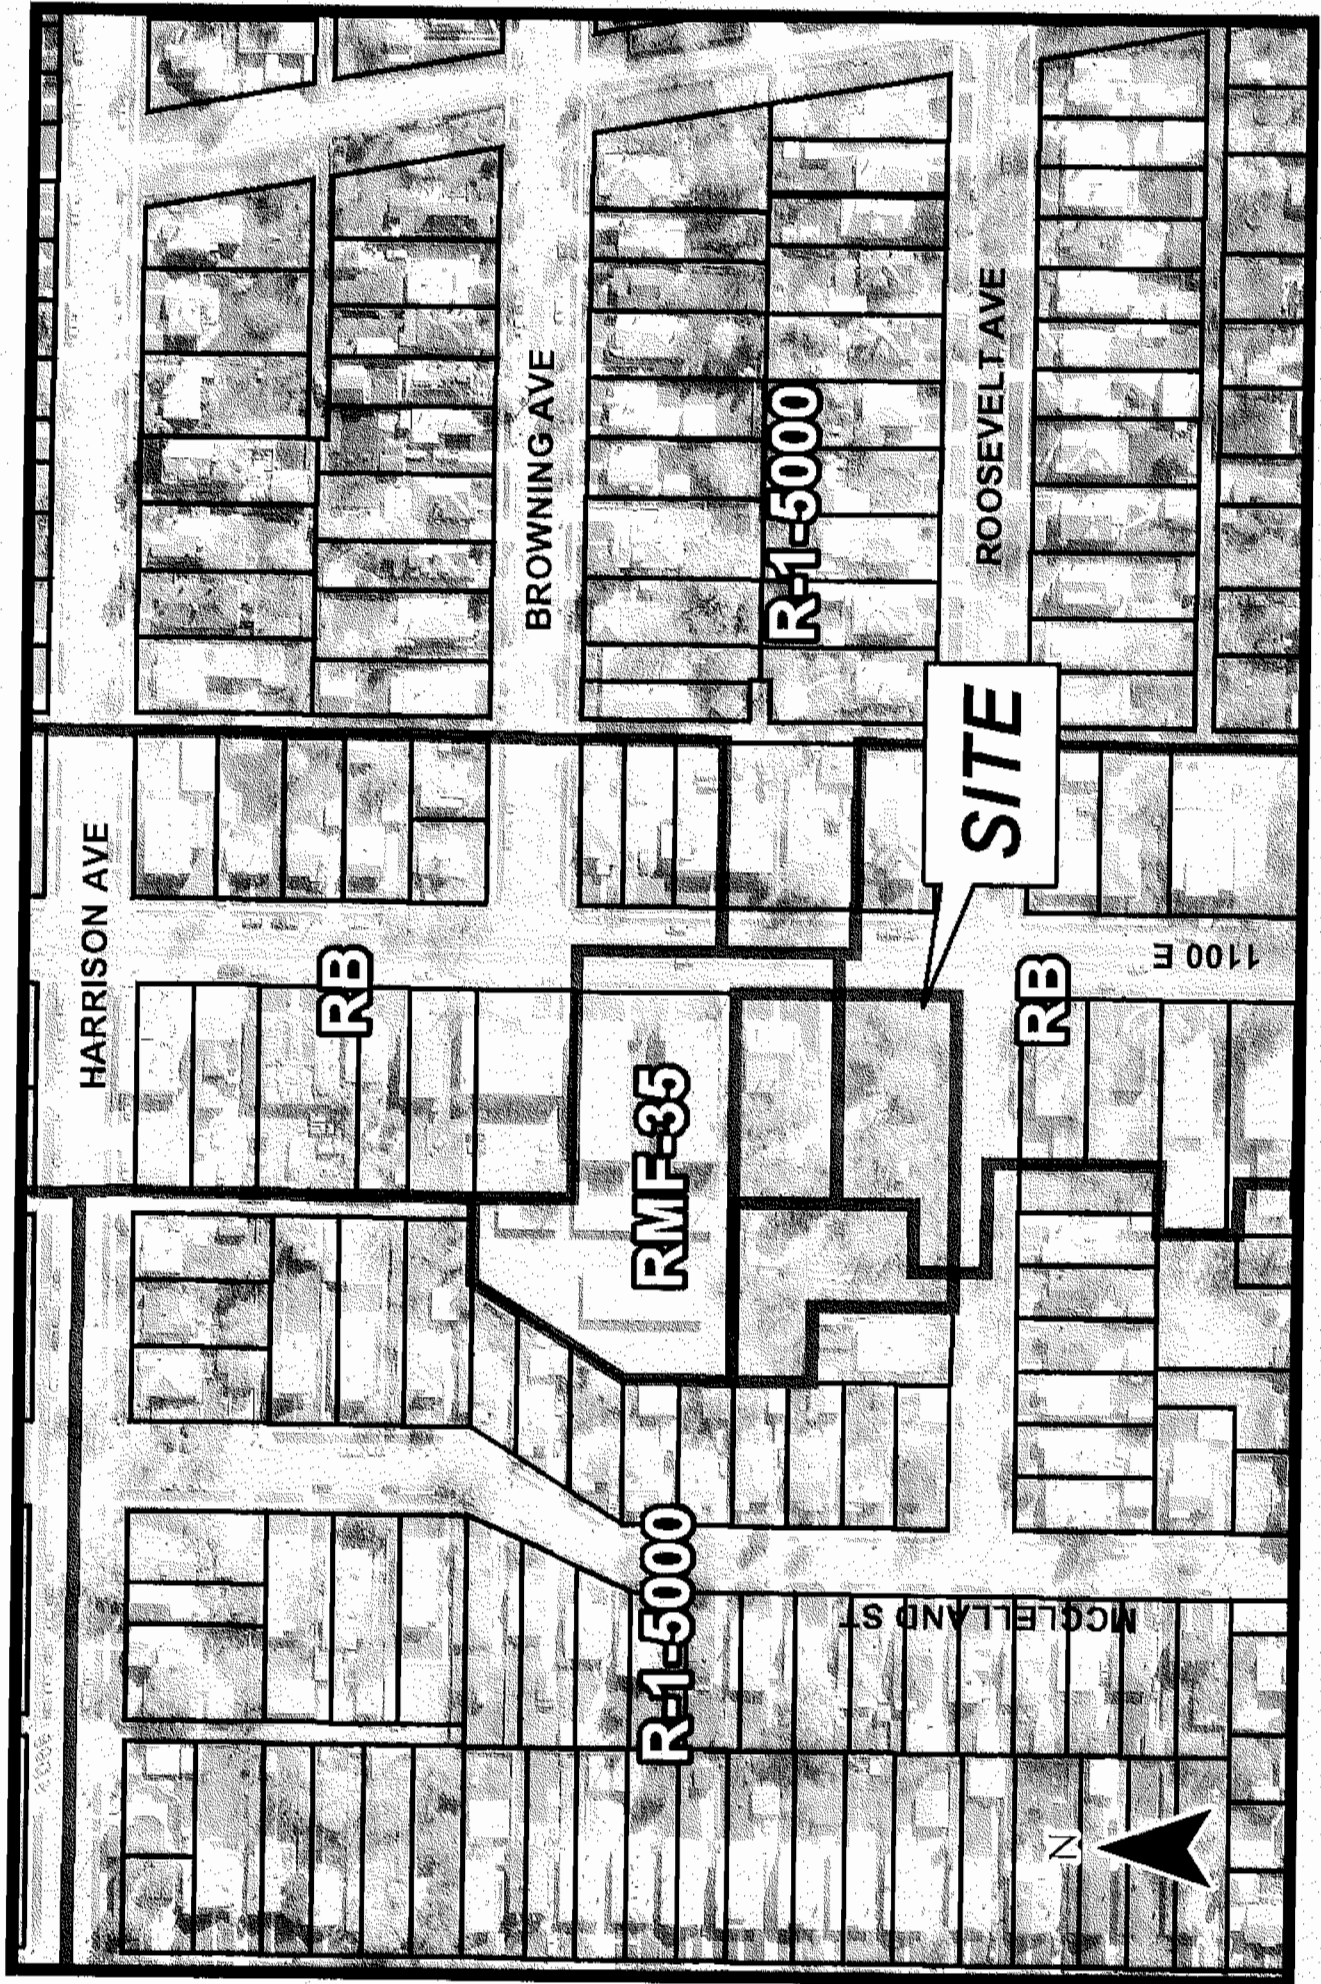 HARRISON AVE
BROWNING AVE
ROOSEVELT AVE
1100 E
MCCLELLAND ST
RB
RMF-35
R-1-5000
SITE
RB
R-1-5000
N